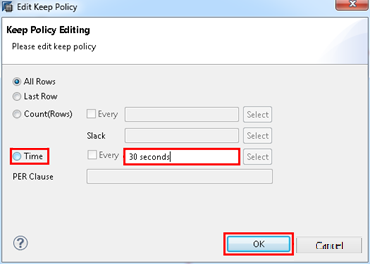 Edit Keep Policy
Keep Policy Editing
Please edit keep policy
All Rows
Last Row
Count(Rows) Every Select
Slack Select
Time Every 30 seconds Select
PER Clause
? OK Cancel